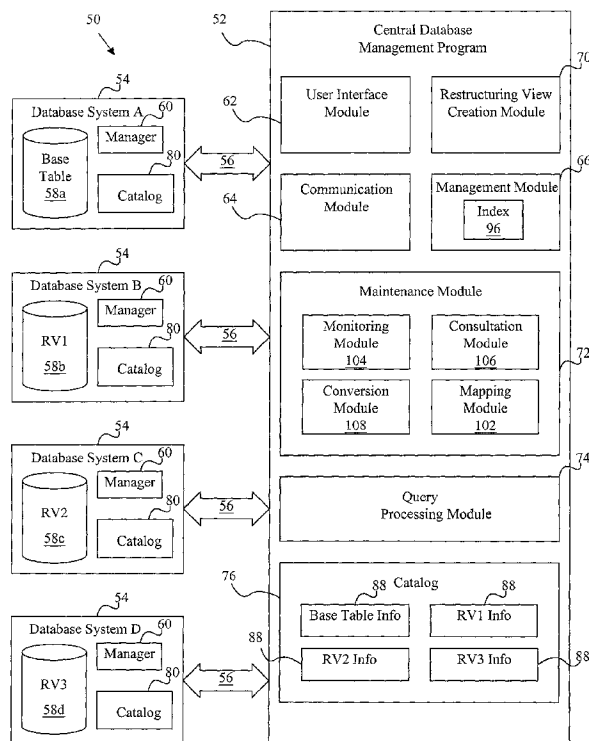 50
52
Central Database
Management Program
70
User Interface
Module
62
Restructuring View
Creation Module
Communication
Module
64
Management Module
Index
96
66
Maintenance Module
Monitoring
Module
104
Consultation
Module
106
Conversion
Module
108
Mapping
Module
102
72
Query
Processing Module
74
76
Catalog
88
88
Base Table Info
RV1 Info
88
RV2 Info
RV3 Info
88
54
Database System A
60
Manager
Base
Table
58a
80
Catalog
56
54
Database System B
60
Manager
RV1
58b
80
Catalog
56
54
Database System C
60
Manager
RV2
58c
80
Catalog
56
54
Database System D
60
Manager
RV3
58d
80
Catalog
56